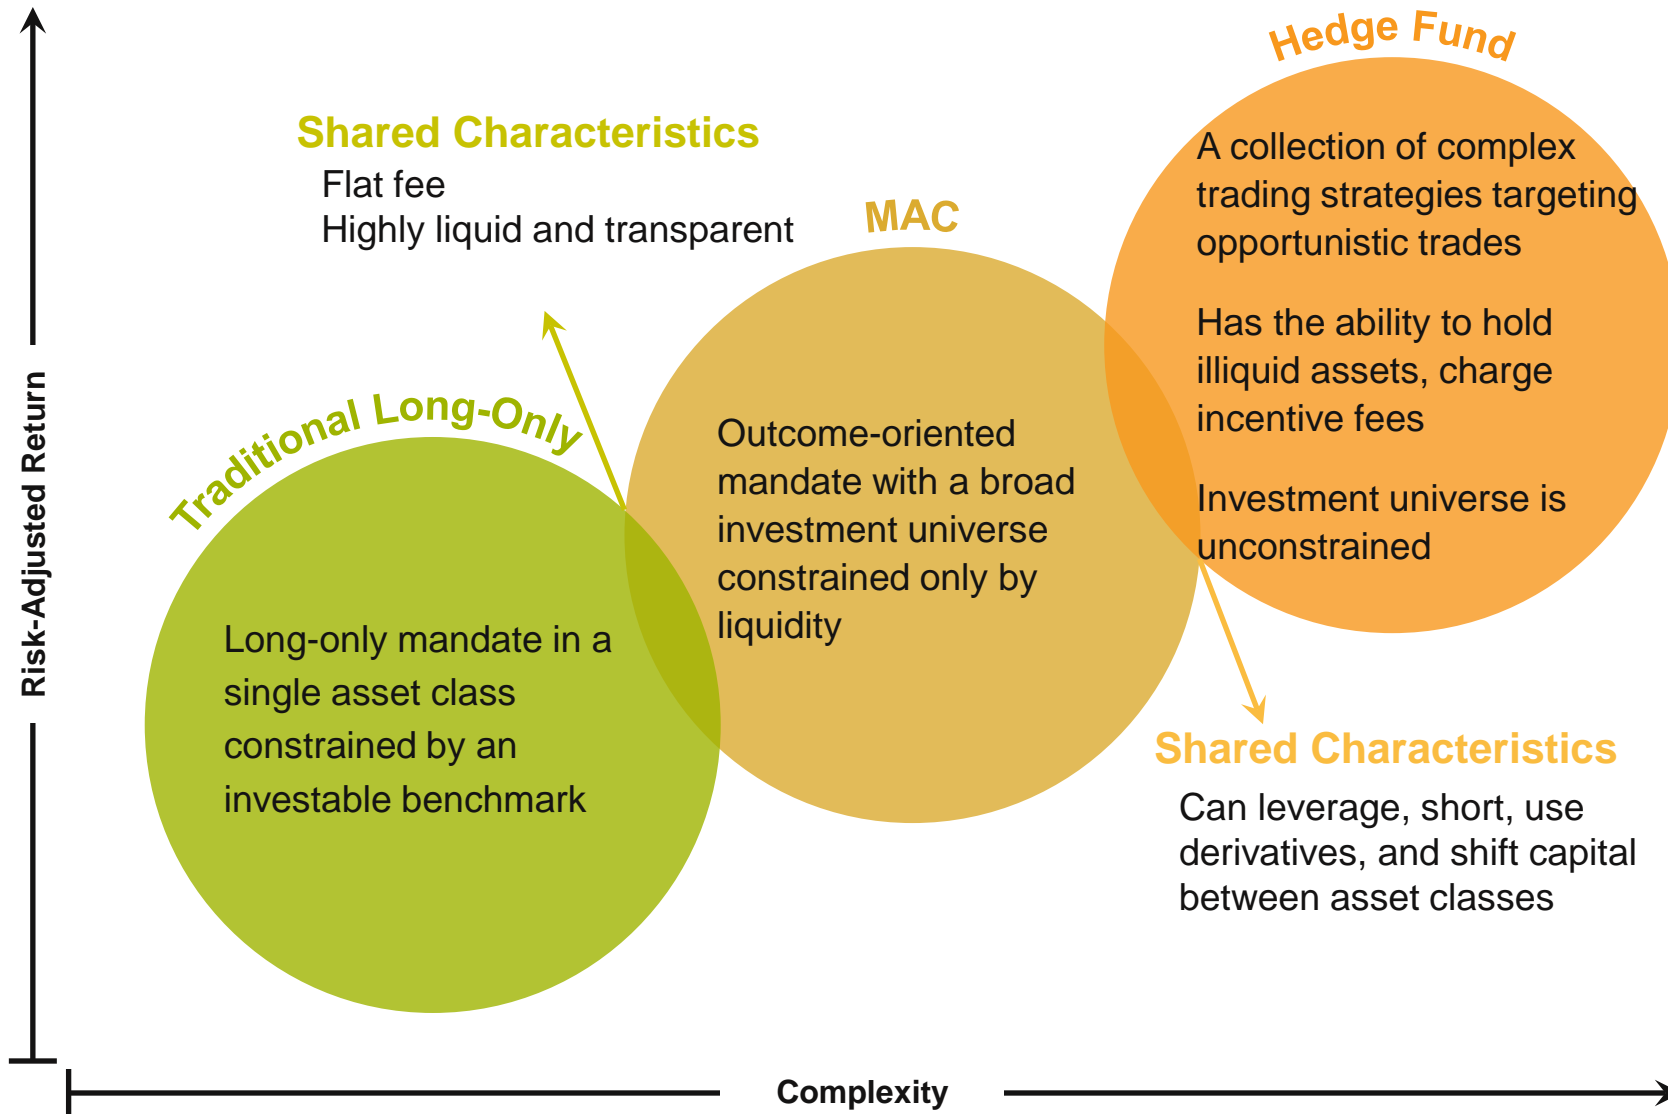 Hedge Fund
A collection of complex
trading strategies targeting
opportunistic trades
Has the ability to hold
illiquid assets, charge
incentive fees
Investment universe is
unconstrained
Shared Characteristics
Flat fee
Highly liquid and transparent
MAC
Outcome-oriented
mandate with a broad
investment universe
constrained only by
liquidity
Traditional Long-Only
Long-only mandate in a
single asset class
constrained by an
investable benchmark
Shared Characteristics
Can leverage, short, use
derivatives, and shift capital
between asset classes
Risk-Adjusted Return
Complexity